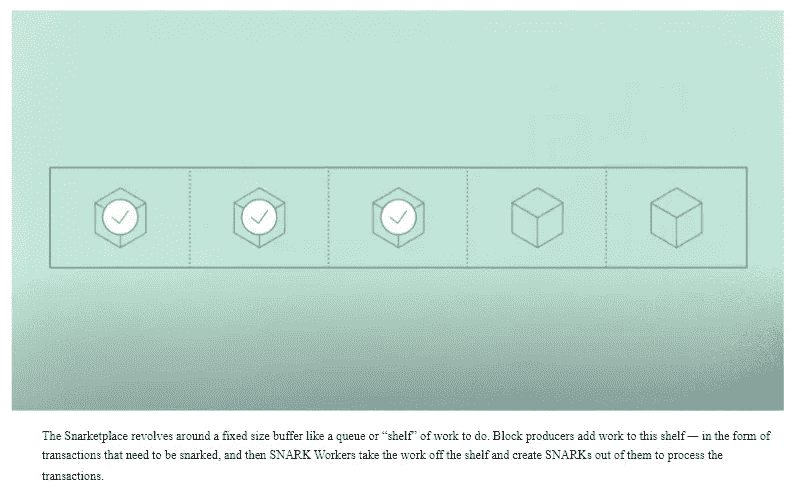 The Snarketplace revolves around a fixed size buffer like a queue or “shelf” of work to do. Block producers add work to this shelf — in the form of
transactions that need to be snarked, and then SNARK Workers take the work off the shelf and create SNARKs out of them to process the
transactions.